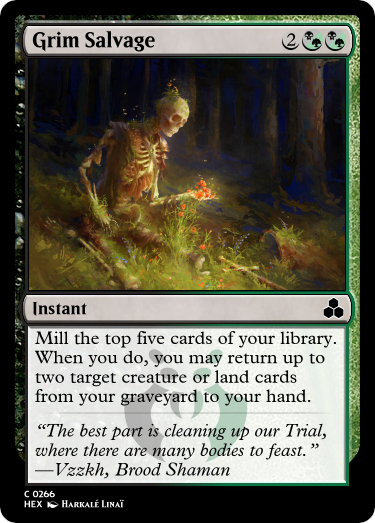 Grim Salvage 2
Instant
Mill the top five cards of your library.
When you do, you may return up to
two target creature or land cards
from your graveyard to your hand.
“The best part is cleaning up our Trial,
where there are many bodies to feast.”
—Vzzkh, Brood Shaman
C 0266
HEX Harkalé Linaï